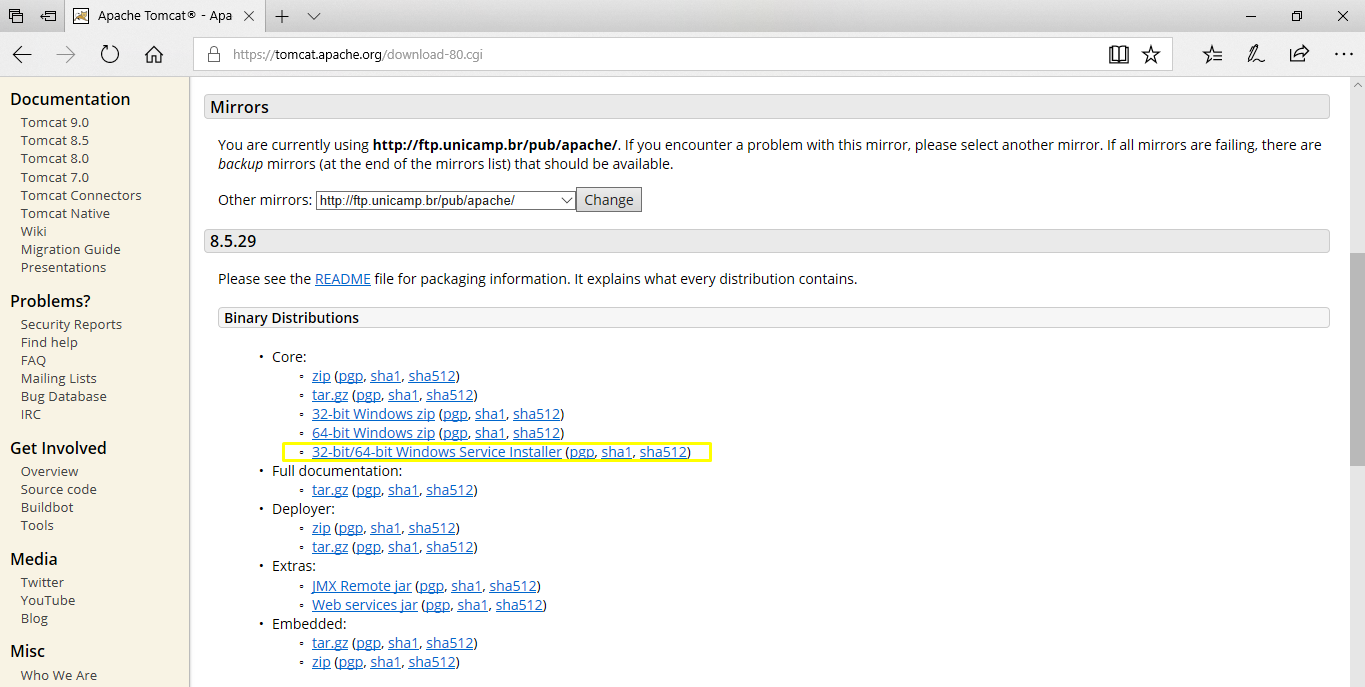 Apache Tomcat® - Apa
https://tomcat.apache.org/download-80.cgi
Documentation
Tomcat 9.0
Tomcat 8.5
Tomcat 8.0
Tomcat 7.0
Tomcat Connectors
Tomcat Native
Wiki
Migration Guide
Presentations
Problems?
Security Reports
Find help
FAQ
Mailing Lists
Bug Database
IRC
Get Involved
Overview
Source code
Buildbot
Tools
Media
Twitter
YouTube
Blog
Misc
Who We Are
Mirrors
You are currently using http://ftp.unicamp.br/pub/apache/. If you encounter a problem with this mirror, please select another mirror. If all mirrors are failing, there are
backup mirrors (at the end of the mirrors list) that should be available.
Other mirrors: http://ftp.unicamp.br/pub/apache/ Change
8.5.29
Please see the README file for packaging information. It explains what every distribution contains.
Binary Distributions
• Core:
▫ zip (pgp, sha1, sha512)
▫ tar.gz (pgp, sha1, sha512)
▫ 32-bit Windows zip (pgp, sha1, sha512)
▫ 64-bit Windows zip (pgp, sha1, sha512)
▫ 32-bit/64-bit Windows Service Installer (pgp, sha1, sha512)
• Full documentation:
▫ tar.gz (pgp, sha1, sha512)
• Deployer:
▫ zip (pgp, sha1, sha512)
▫ tar.gz (pgp, sha1, sha512)
• Extras:
▫ JMX Remote jar (pgp, sha1, sha512)
▫ Web services jar (pgp, sha1, sha512)
• Embedded:
▫ tar.gz (pgp, sha1, sha512)
▫ zip (pgp, sha1, sha512)